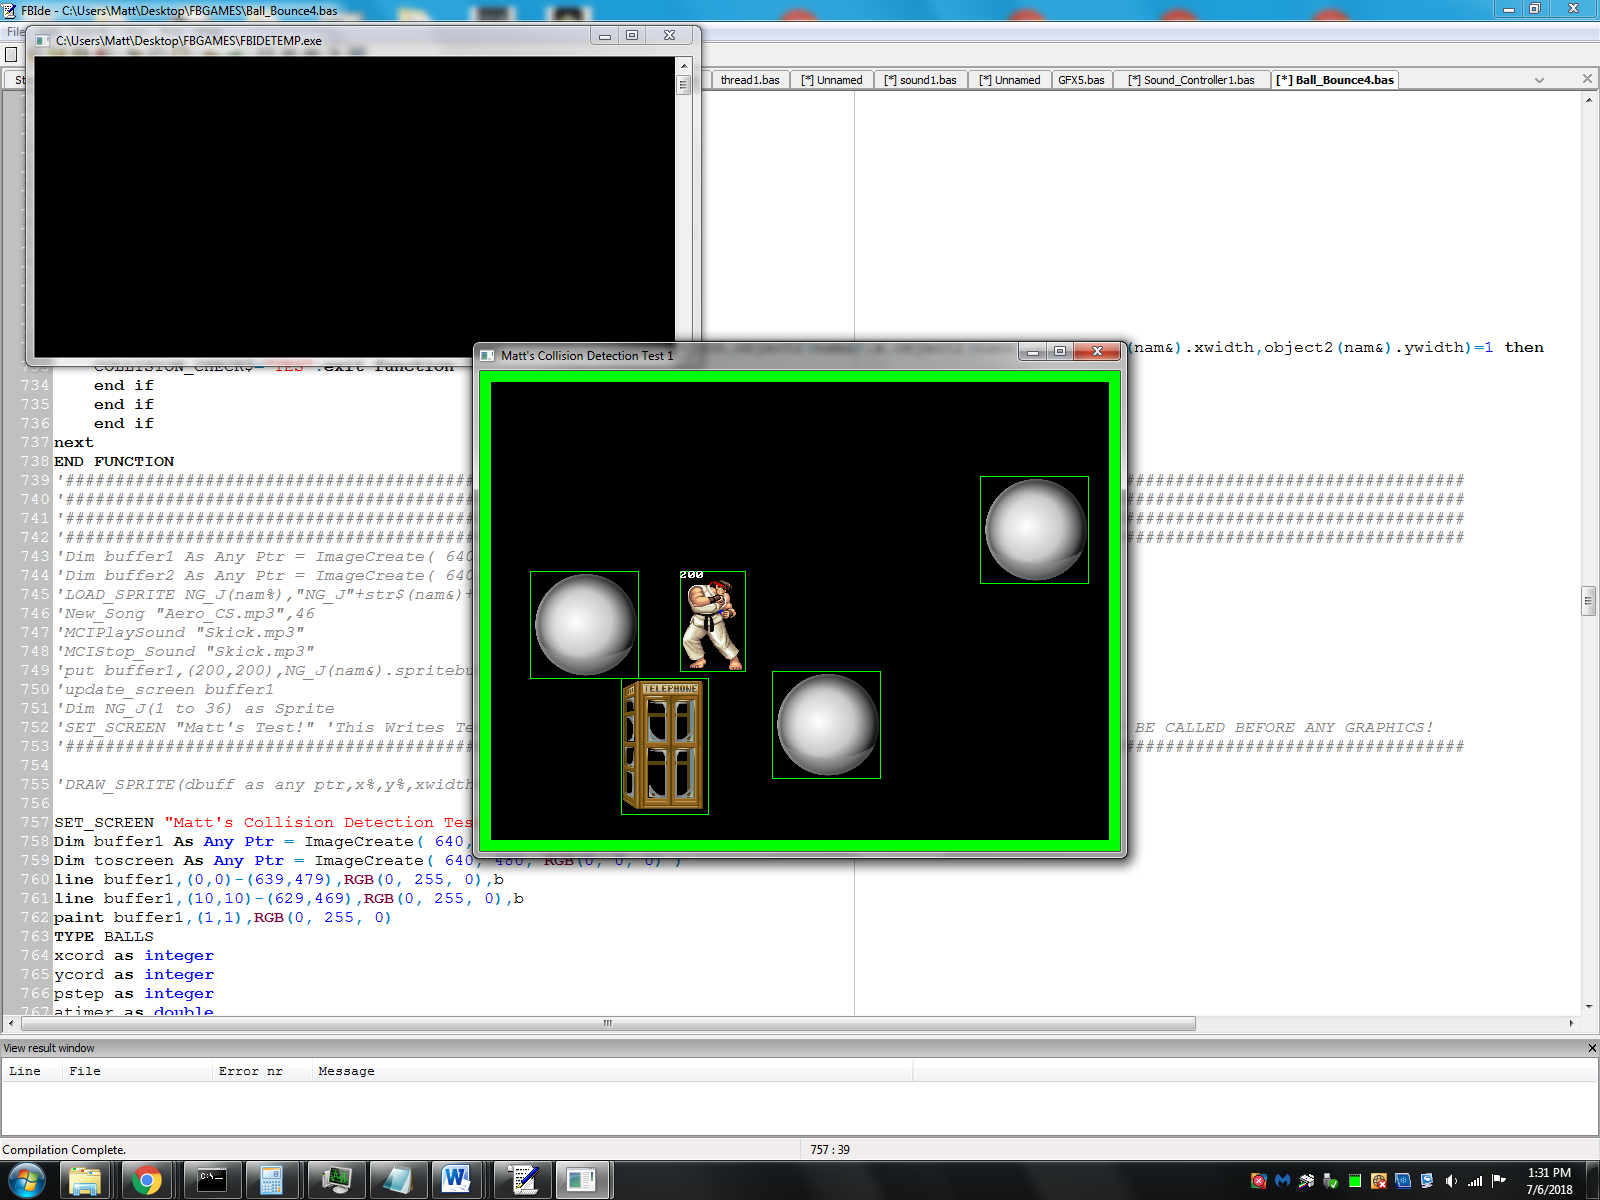 FBIde - C:\Users\Matt\Desktop\FBGAMES\Ball_Bounce4.bas
C:\Users\Matt\Desktop\FBGAMES\FBIDETEMP.exe
thread1.bas [*] Unnamed [*] sound1.bas [*] Unnamed GFX5.bas [*] Sound_Controller1.bas [*] Ball_Bounce4.bas
Matt's Collision Detection Test 1
(nam&).xwidth,object2(nam&).ywidth)=1 then
exit function
734 end if
735 end if
736 end if
737 next
738 END FUNCTION
739 '#########################################
740 '#########################################
741 '#########################################
742 '#########################################
743 'Dim buffer1 As Any Ptr = ImageCreate( 640
744 'Dim buffer2 As Any Ptr = ImageCreate( 640
745 'LOAD_SPRITE NG_J(nam%),"NG_J"+str$(nam&)+
746 'New_Song "Aero_CS.mp3",46
747 'MCIPlaySound "Skick.mp3"
748 'MCIStop_Sound "Skick.mp3"
749 'put buffer1,(200,200),NG_J(nam&).spritebu
750 'update_screen buffer1
751 'Dim NG_J(1 to 36) as Sprite
752 'SET_SCREEN "Matt's Test!" 'This Writes Te BE CALLED BEFORE ANY GRAPHICS!
753 '#########################################
754
755 'DRAW_SPRITE(dbuff as any ptr,x%,y%,xwidth
756
757 SET_SCREEN "Matt's Collision Detection Tes
758 Dim buffer1 As Any Ptr = ImageCreate( 640,
759 Dim toscreen As Any Ptr = ImageCreate( 640, 480, RGB(0, 0, 0) )
760 line buffer1,(0,0)-(639,479),RGB(0, 255, 0),b
761 line buffer1,(10,10)-(629,469),RGB(0, 255, 0),b
762 paint buffer1,(1,1),RGB(0, 255, 0)
763 TYPE BALLS
764 xcord as integer
765 ycord as integer
766 pstep as integer
767 atimer as double
200
TELEPHONE
View result window
Line File Error nr Message
Compilation Complete. 757 : 39
1:31 PM
7/6/2018